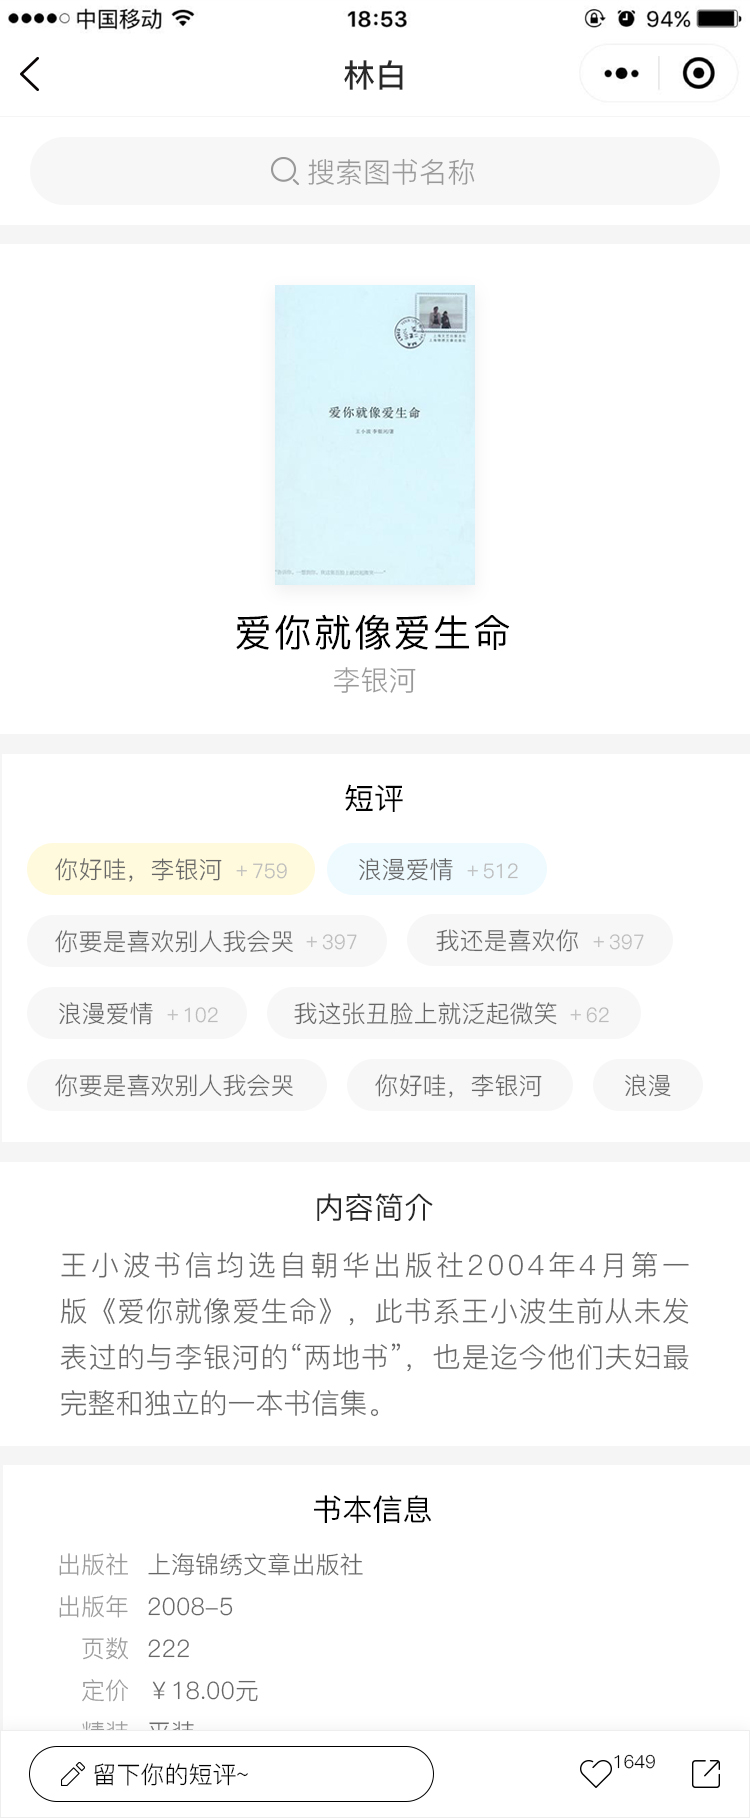 中国移动
18:53
94%
林白
搜索图书名称
爱你就像爱生命
王小波 李银河/著
爱你就像爱生命
李银河
短评
你好哇，李银河 +759
浪漫爱情 +512
你要是喜欢别人我会哭 +397
我还是喜欢你 +397
浪漫爱情 +102
我这张丑脸上就泛起微笑 +62
你要是喜欢别人我会哭
你好哇，李银河
浪漫
内容简介
王小波书信均选自朝华出版社2004年4月第一
版《爱你就像爱生命》，此书系王小波生前从未发
表过的与李银河的“两地书”，也是迄今他们夫妇最
完整和独立的一本书信集。
书本信息
出版社 上海锦绣文章出版社
出版年 2008-5
页数 222
定价 ￥18.00元
精装 平装
留下你的短评~
1649